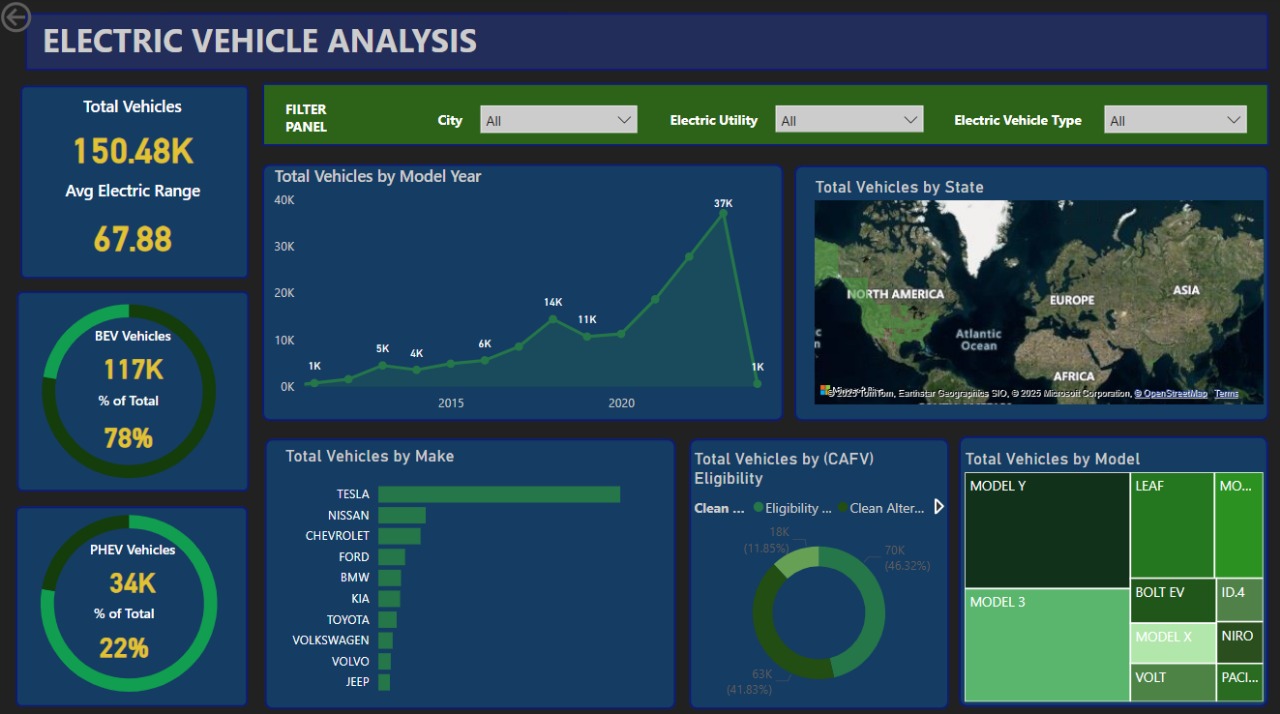 ELECTRIC VEHICLE ANALYSIS
Total Vehicles
150.48K
Avg Electric Range
67.88
FILTER
PANEL
City
All
Electric Utility
All
Electric Vehicle Type
All
BEV Vehicles
117K
% of Total
78%
PHEV Vehicles
34K
% of Total
22%
Total Vehicles by Model Year
40K
30K
20K
10K
0K
1K
5K
4K
6K
14K
11K
37K
1K
2015
2020
Total Vehicles by State
NORTH AMERICA
EUROPE
ASIA
Atlantic
Ocean
AFRICA
© 2025 TomTom, Earthstar Geographics SIO, © 2025 Microsoft Corporation, © OpenStreetMap Terms
Total Vehicles by Make
TESLA
NISSAN
CHEVROLET
FORD
BMW
KIA
TOYOTA
VOLKSWAGEN
VOLVO
JEEP
Total Vehicles by (CAFV)
Eligibility
Clean ... Eligibility ... Clean Alter...
18K
(11.85%)
70K
(46.32%)
63K
(41.83%)
Total Vehicles by Model
MODEL Y
LEAF
MO...
MODEL 3
BOLT EV
ID.4
MODEL X
NIRO
VOLT
PACI...